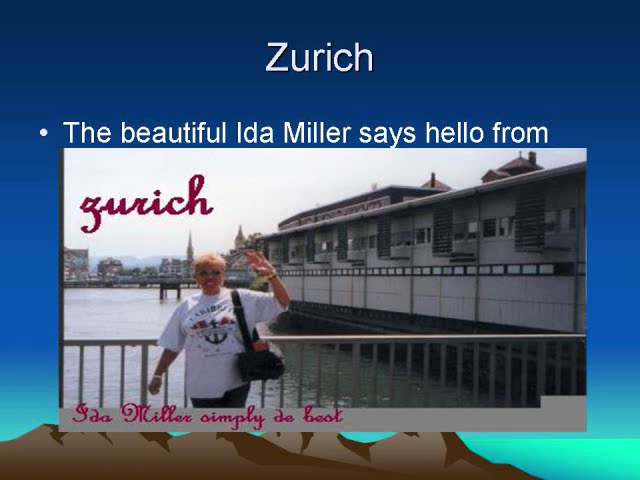 Zurich
• The beautiful Ida Miller says hello from
zurich
Ida Miller simply de best